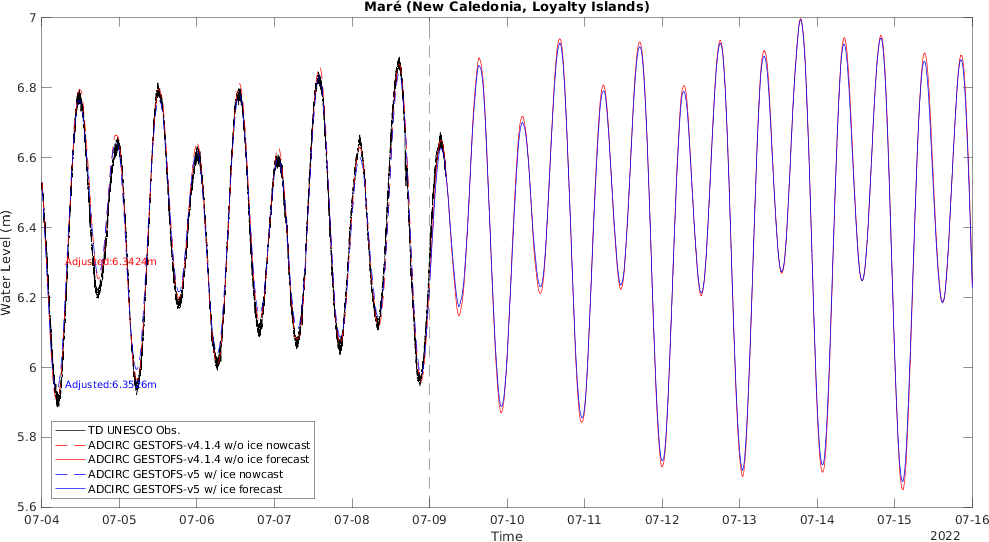 Maré (New Caledonia, Loyalty Islands)
7
6.8
6.6
6.4
6.2
6
5.8
5.6
Water Level (m)
Adjusted:6.3424m
Adjusted:6.3526m
TD UNESCO Obs.
ADCIRC GESTOFS-v4.1.4 w/o ice nowcast
ADCIRC GESTOFS-v4.1.4 w/o ice forecast
ADCIRC GESTOFS-v5 w/ ice nowcast
ADCIRC GESTOFS-v5 w/ ice forecast
07-04 07-05 07-06 07-07 07-08 07-09 07-10 07-11 07-12 07-13 07-14 07-15 07-16
Time
2022